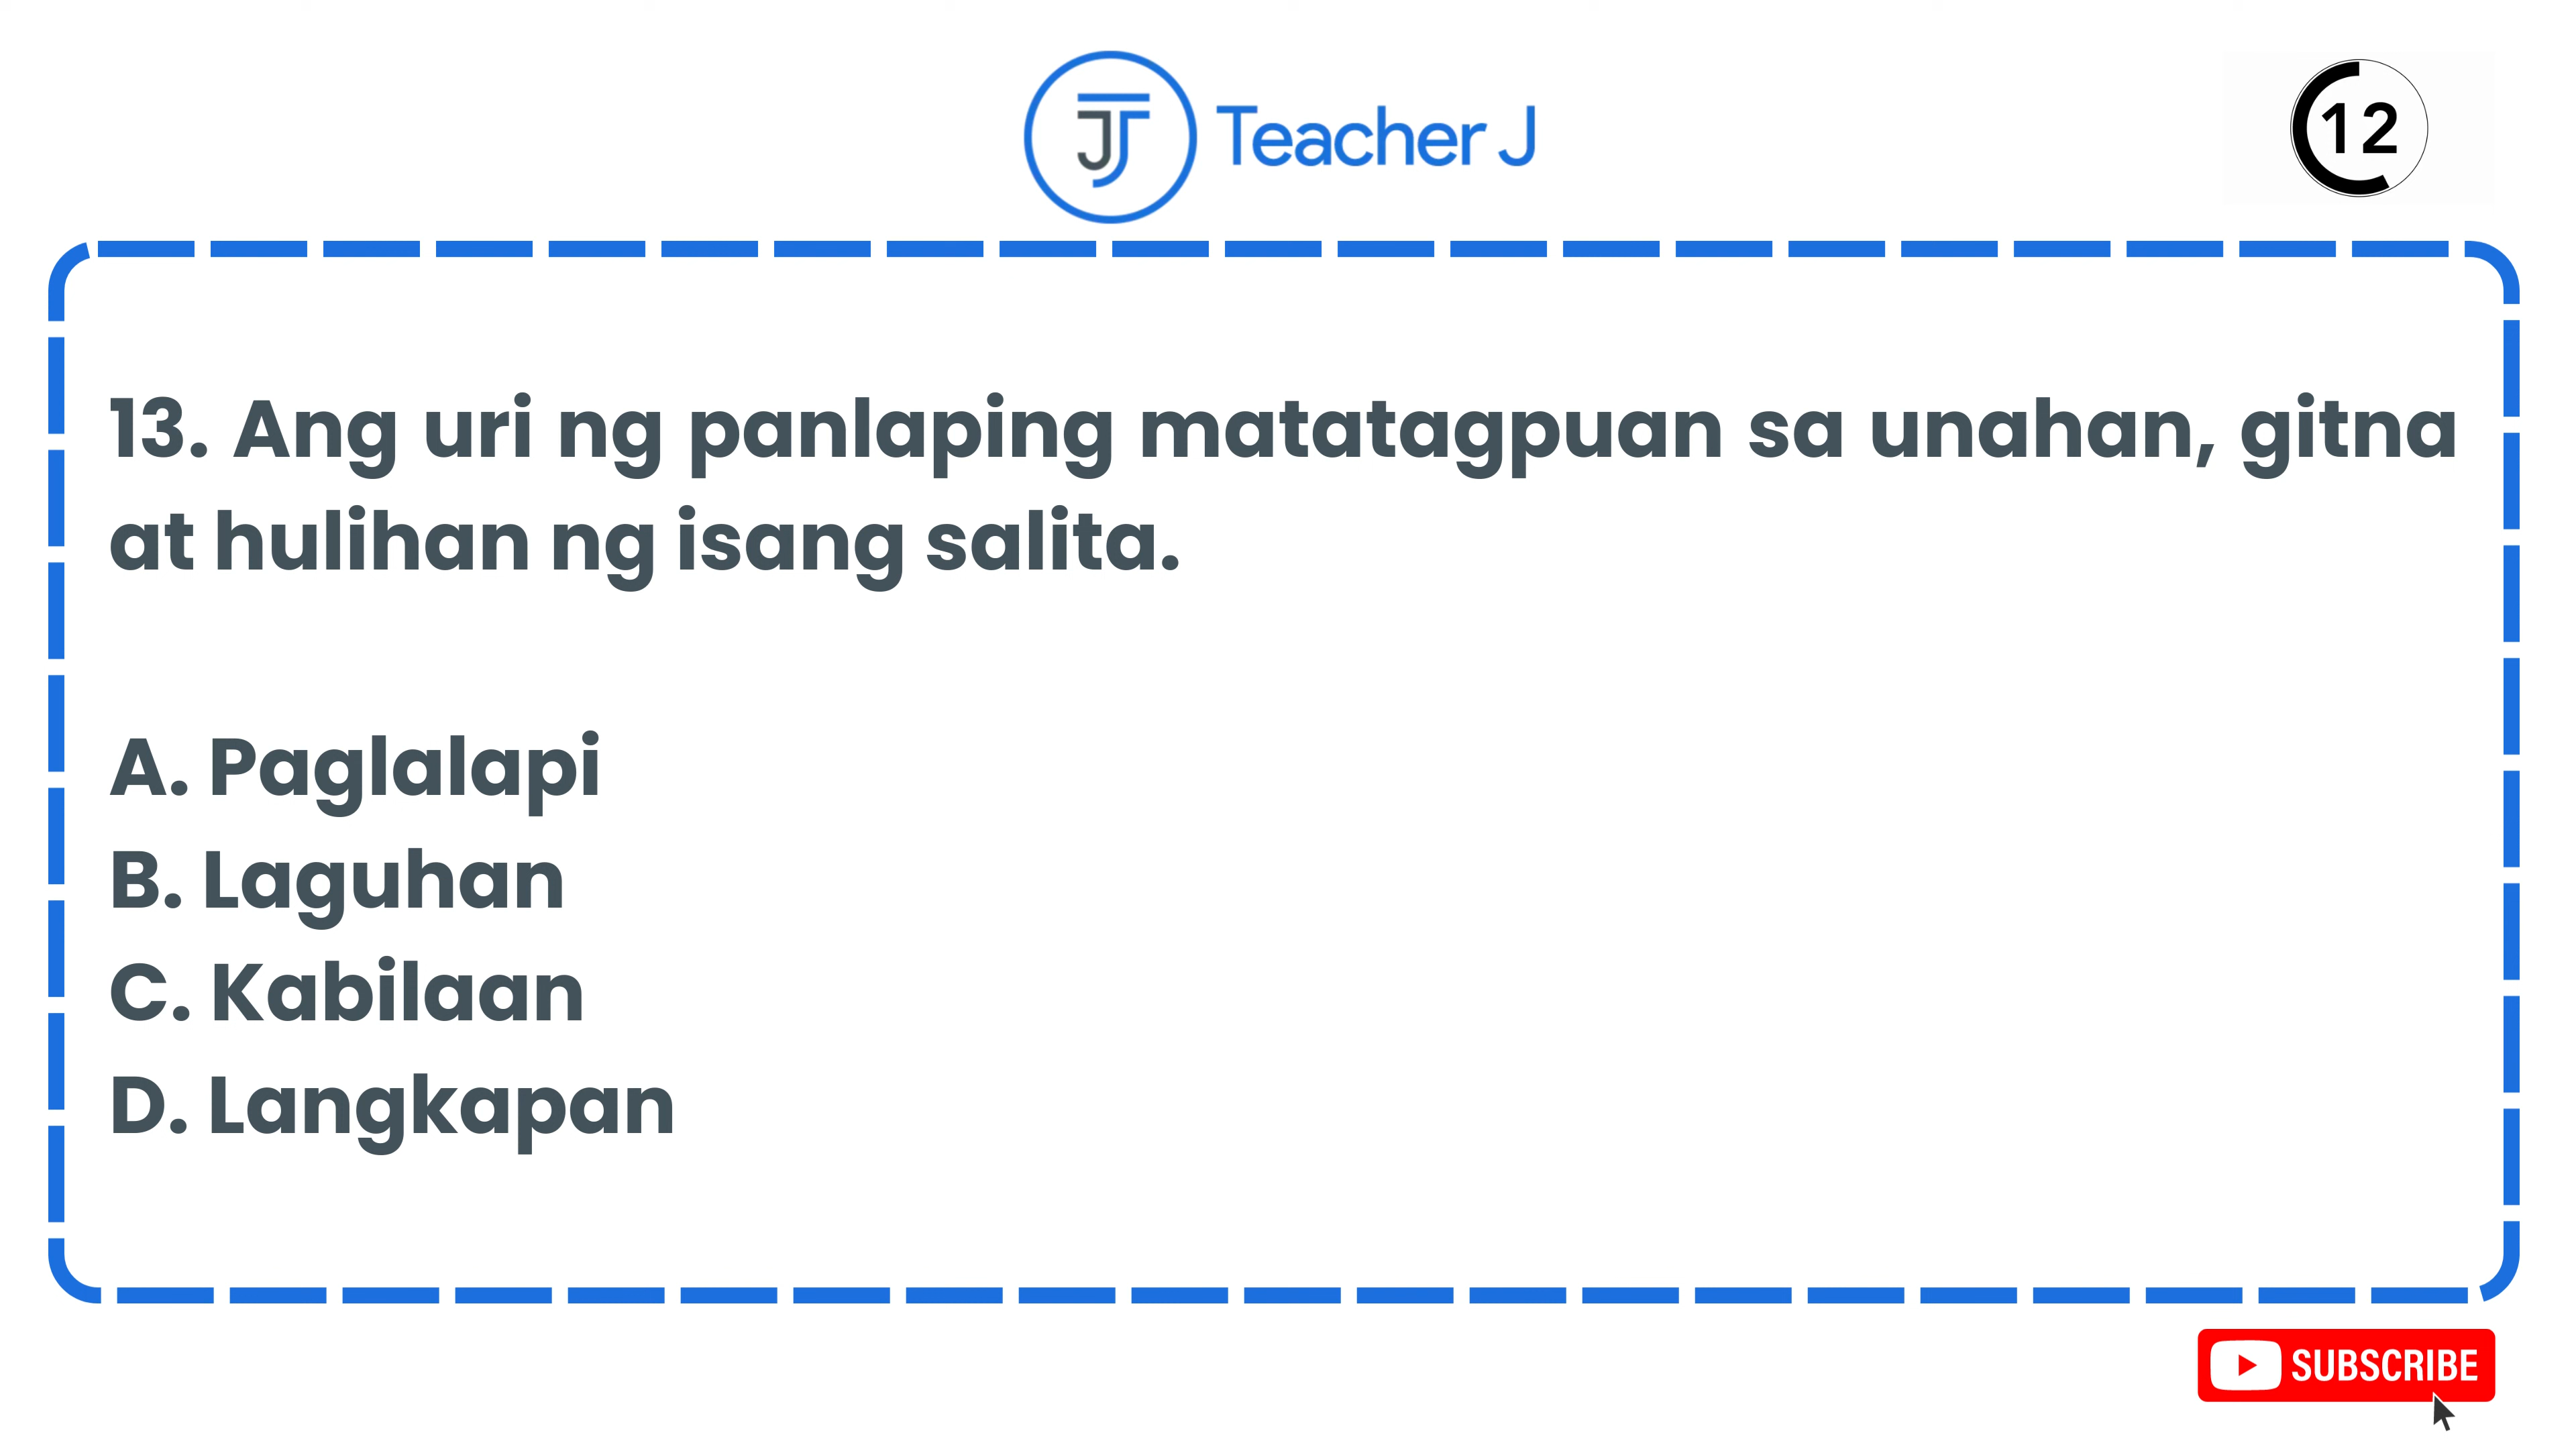 Teacher J
12
13. Ang uri ng panlaping matatagpuan sa unahan, gitna
at hulihan ng isang salita.
A. Paglalapi
B. Laguhan
C. Kabilaan
D. Langkapan
SUBSCRIBE